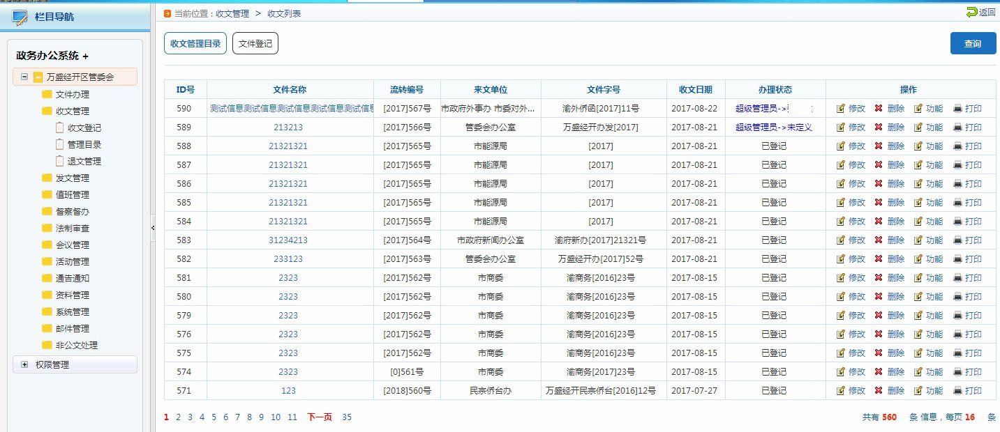 栏目导航
政务办公系统 +
万盛经开区管委会
文件办理
收文管理
收文登记
管理目录
退文管理
发文管理
值班管理
督察督办
法制审查
会议管理
活动管理
通告通知
资料管理
系统管理
邮件管理
非公文处理
权限管理
当前位置：收文管理 > 收文列表 返回
收文管理目录 文件登记 查询
ID号 文件名称 流转编号 来文单位 文件字号 收文日期 办理状态 操作
590 测试信息测试信息测试信息测试信息测试信息 [2017]567号 市政府外事办 市委对外... 渝外侨函[2017]11号 2017-08-22 超级管理员-> 修改 删除 功能 打印
589 213213 [2017]566号 管委会办公室 万盛经开办发[2017] 2017-08-21 超级管理员->未定义 修改 删除 功能 打印
588 21321321 [2017]565号 市能源局 [2017] 2017-08-21 已登记 修改 删除 功能 打印
587 21321321 [2017]565号 市能源局 [2017] 2017-08-21 已登记 修改 删除 功能 打印
586 21321321 [2017]565号 市能源局 [2017] 2017-08-21 已登记 修改 删除 功能 打印
585 21321321 [2017]565号 市能源局 [2017] 2017-08-21 已登记 修改 删除 功能 打印
584 21321321 [2017]565号 市能源局 [2017] 2017-08-21 已登记 修改 删除 功能 打印
583 31234213 [2017]564号 市政府新闻办公室 渝府新办[2017]21321号 2017-08-21 已登记 修改 删除 功能 打印
582 233123 [2017]563号 管委会办公室 万盛经开办[2017]52号 2017-08-21 已登记 修改 删除 功能 打印
581 2323 [2017]562号 市商委 渝商务[2016]23号 2017-08-15 已登记 修改 删除 功能 打印
580 2323 [2017]562号 市商委 渝商务[2016]23号 2017-08-15 已登记 修改 删除 功能 打印
579 2323 [2017]562号 市商委 渝商务[2016]23号 2017-08-15 已登记 修改 删除 功能 打印
576 2323 [2017]562号 市商委 渝商务[2016]23号 2017-08-15 已登记 修改 删除 功能 打印
575 2323 [2017]562号 市商委 渝商务[2016]23号 2017-08-15 已登记 修改 删除 功能 打印
574 2323 [0]561号 市商委 渝商务[2017]23号 2017-08-15 已登记 修改 删除 功能 打印
571 123 [2018]560号 民宗侨台办 万盛经开民宗侨台[2016]12号 2017-07-27 已登记 修改 删除 功能 打印
1 2 3 4 5 6 7 8 9 10 11 下一页 35 共有 560 条 信息，每页 16 条